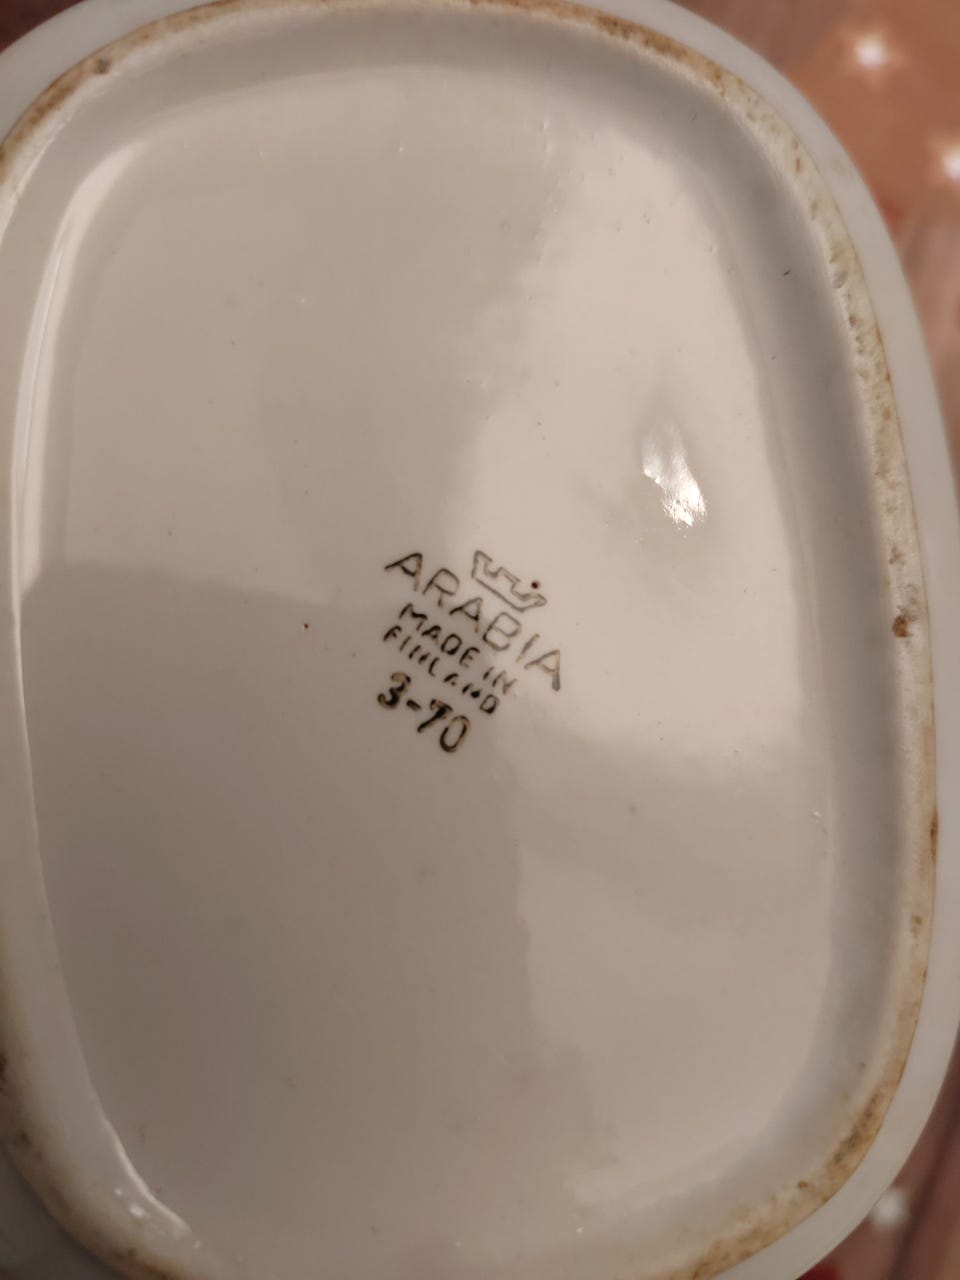 ARABIA
MADE IN
FINLAND
3-70